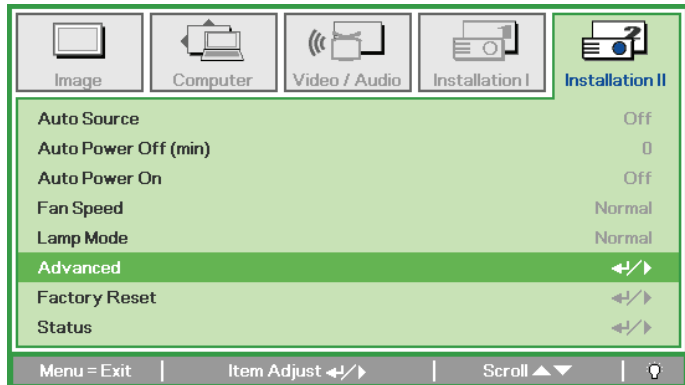 Image Computer Video / Audio Installation I Installation II
Auto Source Off
Auto Power Off (min) 0
Auto Power On Off
Fan Speed Normal
Lamp Mode Normal
Advanced
Factory Reset
Status
Menu = Exit Item Adjust Scroll